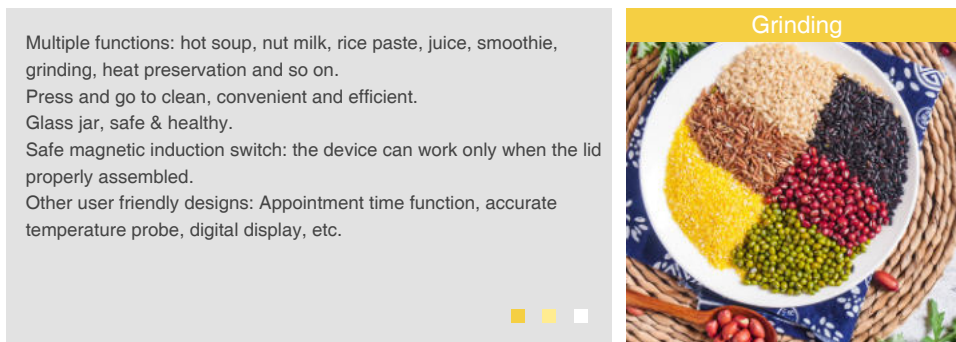 Multiple functions: hot soup, nut milk, rice paste, juice, smoothie,
grinding, heat preservation and so on.
Press and go to clean, convenient and efficient.
Glass jar, safe & healthy.
Safe magnetic induction switch: the device can work only when the lid
properly assembled.
Other user friendly designs: Appointment time function, accurate
temperature probe, digital display, etc.
Grinding